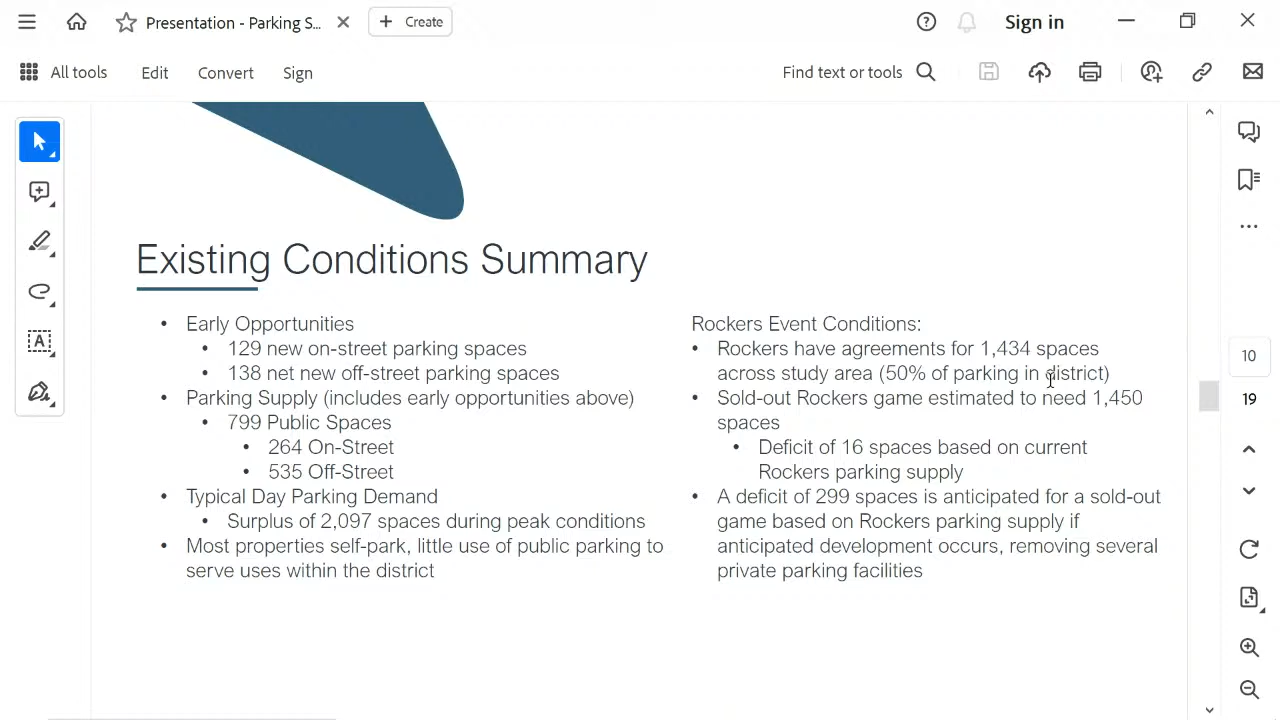 Presentation - Parking S...
Create
Sign in
All tools
Edit
Convert
Sign
Find text or tools
Existing Conditions Summary
• Early Opportunities
• 129 new on-street parking spaces
• 138 net new off-street parking spaces
• Parking Supply (includes early opportunities above)
• 799 Public Spaces
• 264 On-Street
• 535 Off-Street
• Typical Day Parking Demand
• Surplus of 2,097 spaces during peak conditions
• Most properties self-park, little use of public parking to
serve uses within the district
Rockers Event Conditions:
• Rockers have agreements for 1,434 spaces
across study area (50% of parking in district)
• Sold-out Rockers game estimated to need 1,450
spaces
• Deficit of 16 spaces based on current
Rockers parking supply
• A deficit of 299 spaces is anticipated for a sold-out
game based on Rockers parking supply if
anticipated development occurs, removing several
private parking facilities
10
19